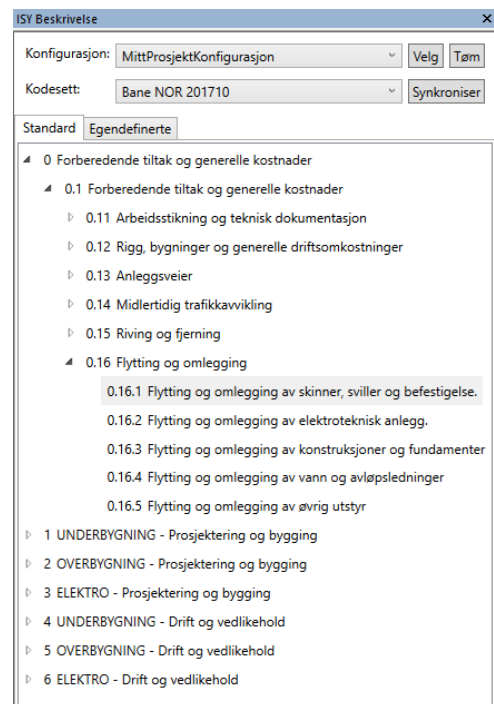 ISY Beskrivelse
Konfigurasjon: MittProsjektKonfigurasjon Velg Tøm
Kodesett: Bane NOR 201710 Synkroniser
Standard Egendefinerte
0 Forberedende tiltak og generelle kostnader
0.1 Forberedende tiltak og generelle kostnader
0.11 Arbeidsstikning og teknisk dokumentasjon
0.12 Rigg, bygninger og generelle driftsomkostninger
0.13 Anleggsveier
0.14 Midlertidig trafikkavvikling
0.15 Riving og fjerning
0.16 Flytting og omlegging
0.16.1 Flytting og omlegging av skinner, sviller og befestigelse.
0.16.2 Flytting og omlegging av elektroteknisk anlegg.
0.16.3 Flytting og omlegging av konstruksjoner og fundamenter
0.16.4 Flytting og omlegging av vann og avløpsledninger
0.16.5 Flytting og omlegging av øvrig utstyr
1 UNDERBYGNING - Prosjektering og bygging
2 OVERBYGNING - Prosjektering og bygging
3 ELEKTRO - Prosjektering og bygging
4 UNDERBYGNING - Drift og vedlikehold
5 OVERBYGNING - Drift og vedlikehold
6 ELEKTRO - Drift og vedlikehold